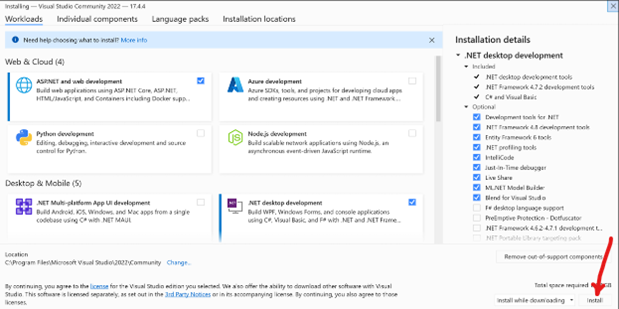 Installing — Visual Studio Community 2022 — 17.4.4
Workloads Individual components Language packs Installation locations
Need help choosing what to install? More info
Web & Cloud (4)
ASP.NET and web development
Build web applications using ASP.NET Core, ASP.NET,
HTML/JavaScript, and Containers including Docker supp...
Azure development
Azure SDKs, tools, and projects for developing cloud apps
and creating resources using .NET and .NET Framework....
Python development
Editing, debugging, interactive development and source
control for Python.
Node.js development
Build scalable network applications using Node.js, an
asynchronous event-driven JavaScript runtime.
Desktop & Mobile (5)
.NET Multi-platform App UI development
Build Android, iOS, Windows, and Mac apps from a single
codebase using C# with .NET MAUI.
.NET desktop development
Build WPF, Windows Forms, and console applications
using C#, Visual Basic, and F# with .NET and .NET Frame...
Installation details
.NET desktop development
Included
.NET desktop development tools
.NET Framework 4.7.2 development tools
C# and Visual Basic
Optional
Development tools for .NET
.NET Framework 4.8 development tools
Entity Framework 6 tools
.NET profiling tools
IntelliCode
Just-In-Time debugger
Live Share
ML.NET Model Builder
Blend for Visual Studio
F# desktop language support
PreEmptive Protection - Dotfuscator
.NET Framework 4.6.2-4.7.1 development t...
.NET Portable Library targeting pack
Location
C:\Program Files\Microsoft Visual Studio\2022\Community Change...
Remove out-of-support components
By continuing, you agree to the license for the Visual Studio edition you selected. We also offer the ability to download other software with Visual
Studio. This software is licensed separately, as set out in the 3rd Party Notices or in its accompanying license. By continuing, you also agree to those
licenses.
Total space required GB
Install while downloading Install